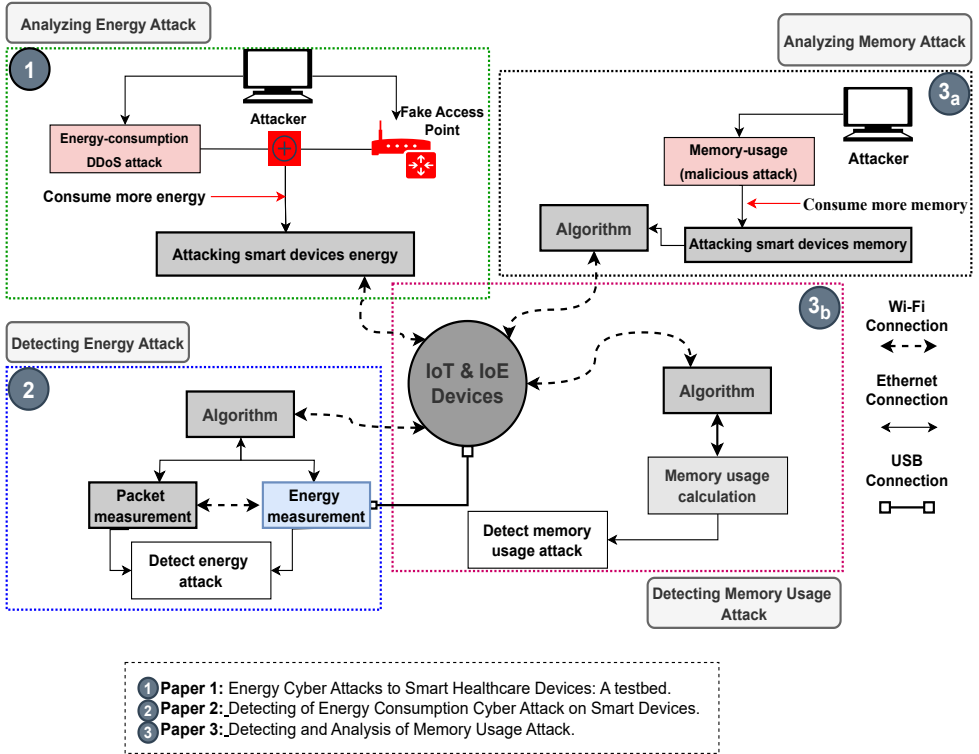 Analyzing Energy Attack
1
Attacker
Fake Access
Point
Energy-consumption
DDoS attack
Consume more energy
Attacking smart devices energy
Analyzing Memory Attack
3a
Attacker
Memory-usage
(malicious attack)
Consume more memory
Algorithm
Attacking smart devices memory
3b
IoT & IoE
Devices
Algorithm
Memory usage
calculation
Detect memory
usage attack
Detecting Memory Usage
Attack
Detecting Energy Attack
2
Algorithm
Packet
measurement
Energy
measurement
Detect energy
attack
Wi-Fi
Connection
Ethernet
Connection
USB
Connection
1 Paper 1: Energy Cyber Attacks to Smart Healthcare Devices: A testbed.
2 Paper 2: Detecting of Energy Consumption Cyber Attack on Smart Devices.
3 Paper 3: Detecting and Analysis of Memory Usage Attack.